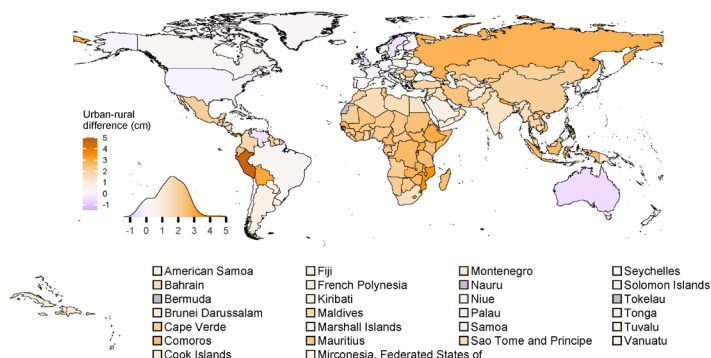 Urban-rural
difference (cm)
5
4
3
2
1
0
-1
-1 0 1 2 3 4 5
American Samoa
Bahrain
Bermuda
Brunei Darussalam
Cape Verde
Comoros
Cook Islands
Fiji
French Polynesia
Kiribati
Maldives
Marshall Islands
Mauritius
Mirconesia, Federated States of
Montenegro
Nauru
Niue
Palau
Samoa
Sao Tome and Principe
Seychelles
Solomon Islands
Tokelau
Tonga
Tuvalu
Vanuatu